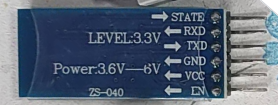 STATE
RXD
LEVEL:3.3V
TXD
GND
Power:3.6V—6V
VCC
ZS-040
EN